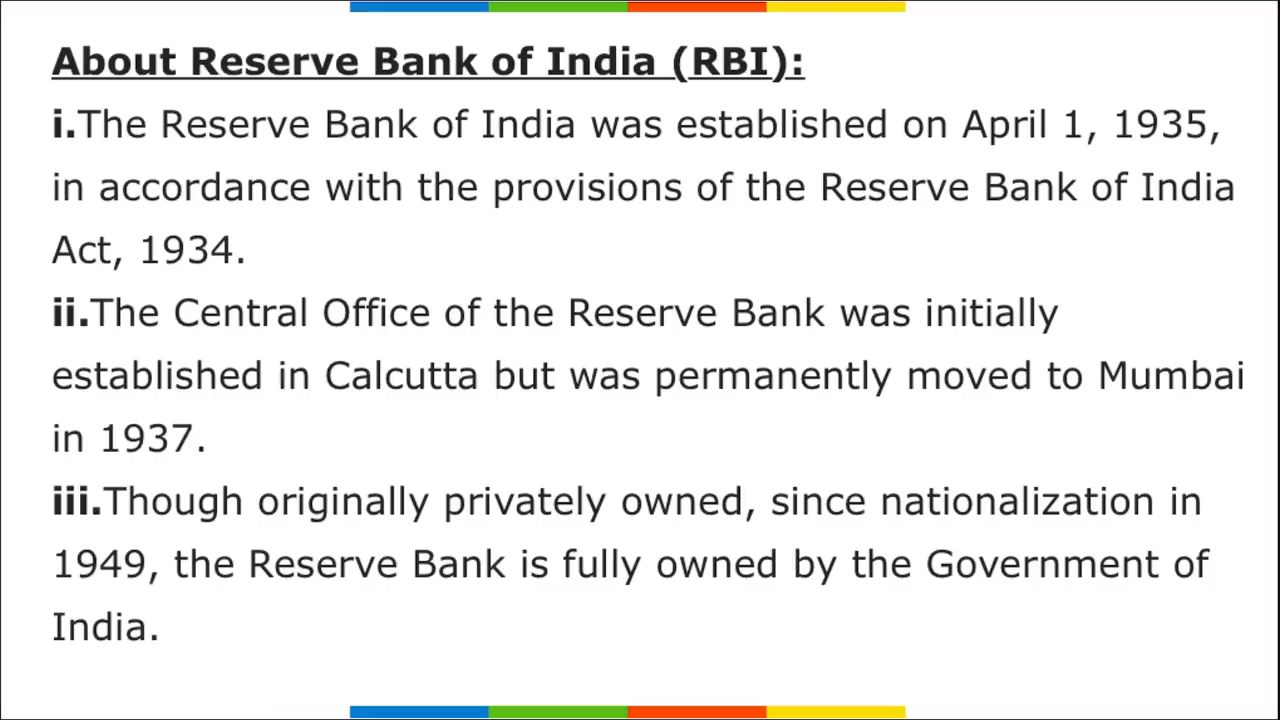 About Reserve Bank of India (RBI):
i.The Reserve Bank of India was established on April 1, 1935,
in accordance with the provisions of the Reserve Bank of India
Act, 1934.
ii.The Central Office of the Reserve Bank was initially
established in Calcutta but was permanently moved to Mumbai
in 1937.
iii.Though originally privately owned, since nationalization in
1949, the Reserve Bank is fully owned by the Government of
India.